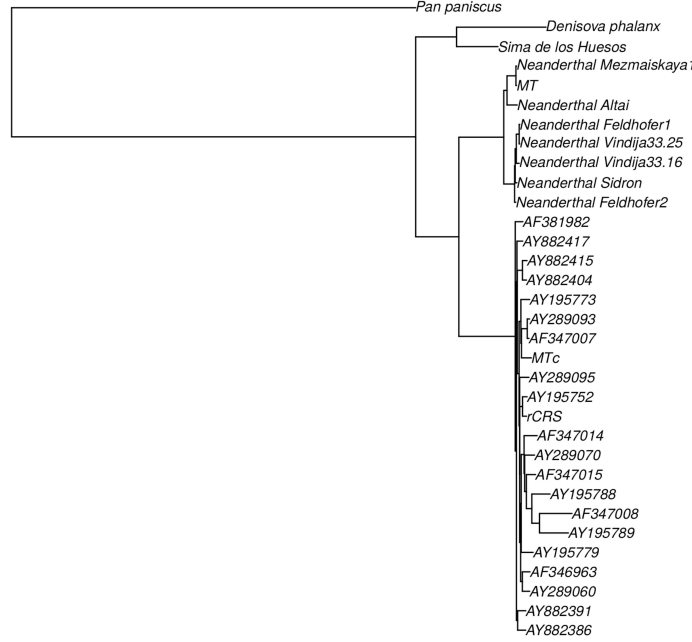 Pan paniscus
Denisova phalanx
Sima de los Huesos
Neanderthal Mezmaiskaya1
MT
Neanderthal Altai
Neanderthal Feldhofer1
Neanderthal Vindija33.25
Neanderthal Vindija33.16
Neanderthal Sidron
Neanderthal Feldhofer2
AF381982
AY882417
AY882415
AY882404
AY195773
AY289093
AF347007
MTc
AY289095
AY195752
rCRS
AF347014
AY289070
AF347015
AY195788
AF347008
AY195789
AY195779
AF346963
AY289060
AY882391
AY882386